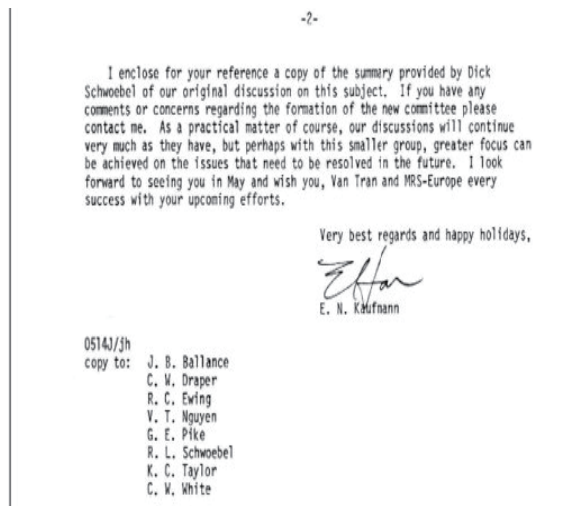 -2-
I enclose for your reference a copy of the summary provided by Dick
Schwoebel of our original discussion on this subject. If you have any
comments or concerns regarding the formation of the new committee please
contact me. As a practical matter of course, our discussions will continue
very much as they have, but perhaps with this smaller group, greater focus can
be achieved on the issues that need to be resolved in the future. I look
forward to seeing you in May and wish you, Van Tran and MRS-Europe every
success with your upcoming efforts.
Very best regards and happy holidays,
E. N. Kaufmann
0514J/jh
copy to: J. B. Ballance
C. W. Draper
R. C. Ewing
V. T. Nguyen
G. E. Pike
R. L. Schwoebel
K. C. Taylor
C. W. White